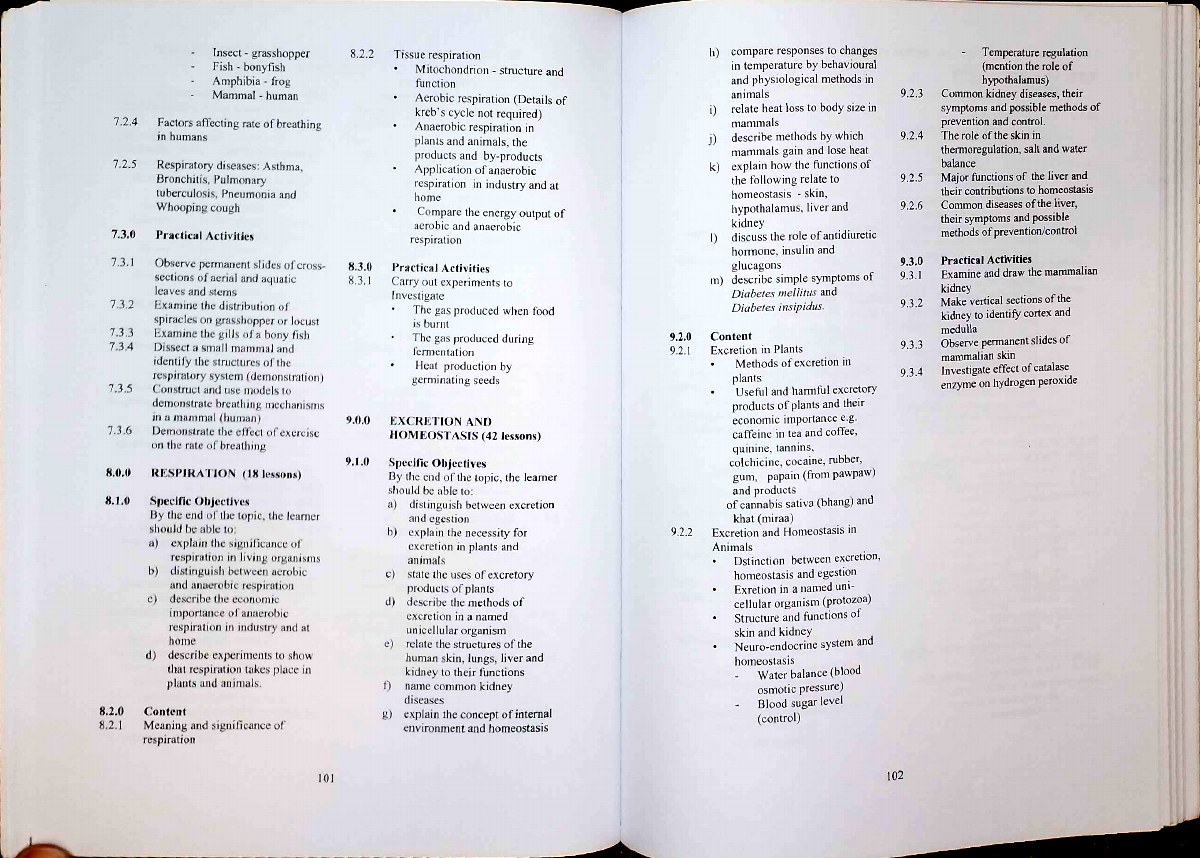 - Insect - grasshopper
- Fish - bonyfish
- Amphibia - frog
- Mammal - human
7.2.4 Factors affecting rate of breathing
in humans
7.2.5 Respiratory diseases: Asthma,
Bronchitis, Pulmonary
tuberculosis, Pneumonia and
Whooping cough
7.3.0 Practical Activities
7.3.1 Observe permanent slides of cross-
sections of aerial and aquatic
leaves and stems
7.3.2 Examine the distribution of
spiracles on grasshopper or locust
7.3.3 Examine the gills of a bony fish
7.3.4 Dissect a small mammal and
identify the structures of the
respiratory system (demonstration)
7.3.5 Construct and use models to
demonstrate breathing mechanisms
in a mammal (human)
7.3.6 Demonstrate the effect of exercise
on the rate of breathing
8.0.0 RESPIRATION (18 lessons)
8.1.0 Specific Objectives
By the end of the topic, the learner
should be able to:
a) explain the significance of
respiration in living organisms
b) distinguish between aerobic
and anaerobic respiration
c) describe the economic
importance of anaerobic
respiration in industry and at
home
d) describe experiments to show
that respiration takes place in
plants and animals.
8.2.0 Content
8.2.1 Meaning and significance of
respiration
8.2.2 Tissue respiration
• Mitochondrion - structure and
function
• Aerobic respiration (Details of
kreb's cycle not required)
• Anaerobic respiration in
plants and animals, the
products and by-products
• Application of anaerobic
respiration in industry and at
home
• Compare the energy output of
aerobic and anaerobic
respiration
8.3.0 Practical Activities
8.3.1 Carry out experiments to
Investigate
• The gas produced when food
is burnt
• The gas produced during
fermentation
• Heat production by
germinating seeds
9.0.0 EXCRETION AND
HOMEOSTASIS (42 lessons)
9.1.0 Specific Objectives
By the end of the topic, the learner
should be able to:
a) distinguish between excretion
and egestion
b) explain the necessity for
excretion in plants and
animals
c) state the uses of excretory
products of plants
d) describe the methods of
excretion in a named
unicellular organism
e) relate the structures of the
human skin, lungs, liver and
kidney to their functions
f) name common kidney
diseases
g) explain the concept of internal
environment and homeostasis
101
h) compare responses to changes
in temperature by behavioural
and physiological methods in
animals
i) relate heat loss to body size in
mammals
j) describe methods by which
mammals gain and lose heat
k) explain how the functions of
the following relate to
homeostasis - skin,
hypothalamus, liver and
kidney
l) discuss the role of antidiuretic
hormone, insulin and
glucagons
m) describe simple symptoms of
Diabetes mellitus and
Diabetes insipidus.
9.2.0 Content
9.2.1 Excretion in Plants
• Methods of excretion in
plants
• Useful and harmful excretory
products of plants and their
economic importance e.g.
caffeine in tea and coffee,
quinine, tannins,
colchicine, cocaine, rubber,
gum, papain (from pawpaw)
and products
of cannabis sativa (bhang) and
khat (miraa)
9.2.2 Excretion and Homeostasis in
Animals
• Dstinction between excretion,
homeostasis and egestion
• Exretion in a named uni-
cellular organism (protozoa)
• Structure and functions of
skin and kidney
• Neuro-endocrine system and
homeostasis
- Water balance (blood
osmotic pressure)
- Blood sugar level
(control)
- Temperature regulation
(mention the role of
hypothalamus)
9.2.3 Common kidney diseases, their
symptoms and possible methods of
prevention and control.
9.2.4 The role of the skin in
thermoregulation, salt and water
balance
9.2.5 Major functions of the liver and
their contributions to homeostasis
9.2.6 Common diseases of the liver,
their symptoms and possible
methods of prevention/control
9.3.0 Practical Activities
9.3.1 Examine and draw the mammalian
kidney
9.3.2 Make vertical sections of the
kidney to identify cortex and
medulla
9.3.3 Observe permanent slides of
mammalian skin
9.3.4 Investigate effect of catalase
enzyme on hydrogen peroxide
102